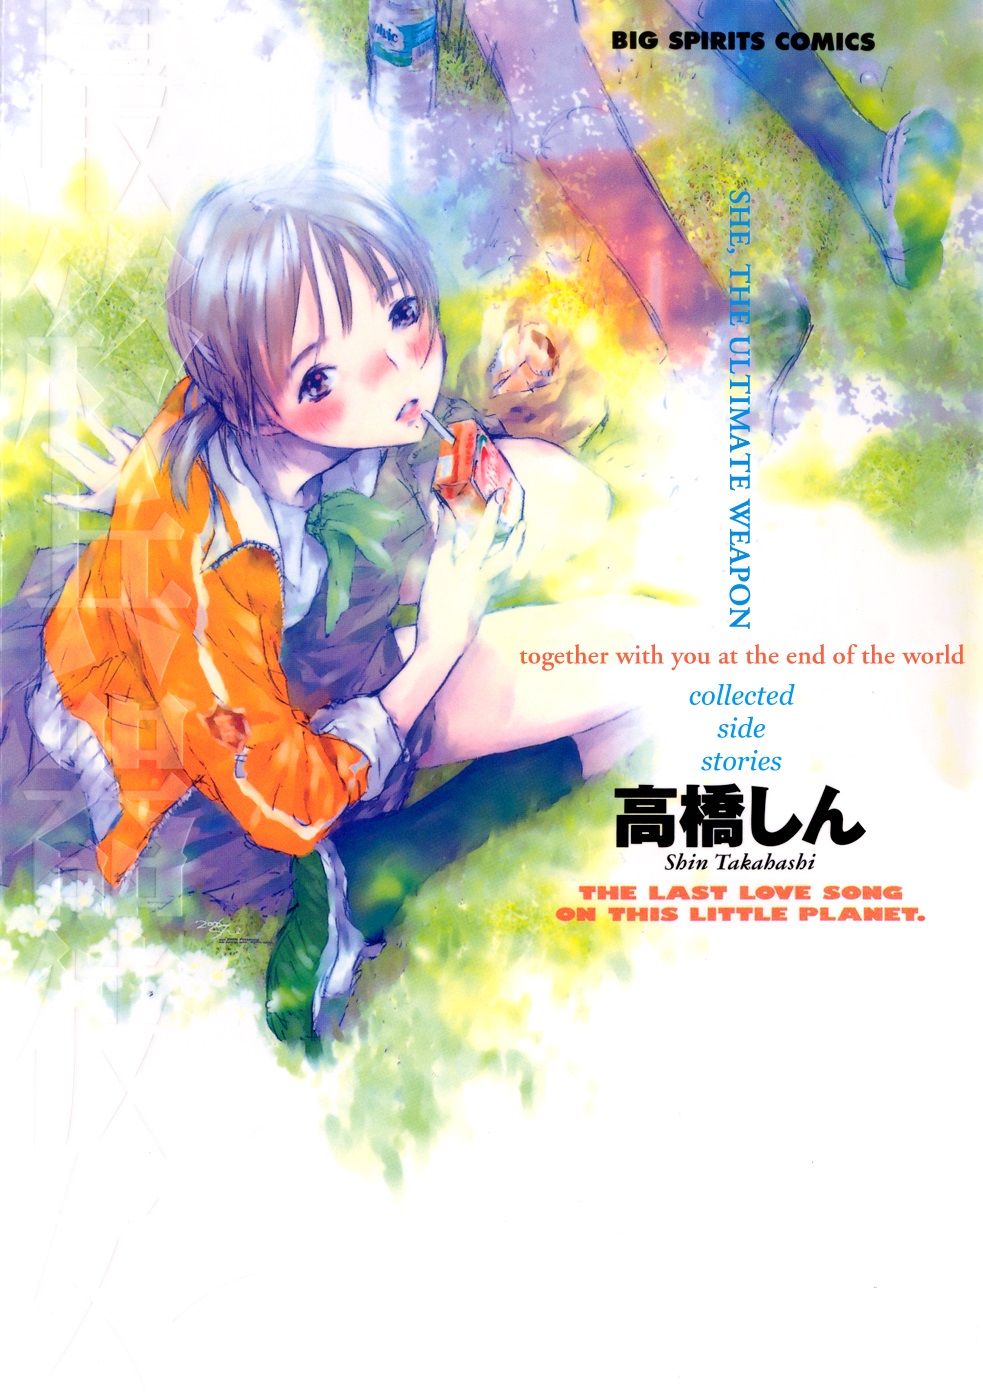 BIG SPIRITS COMICS
SHE, THE ULTIMATE WEAPON
together with you at the end of the world
collected
side
stories
高橋しん
Shin Takahashi
THE LAST LOVE SONG
ON THIS LITTLE PLANET.
2006